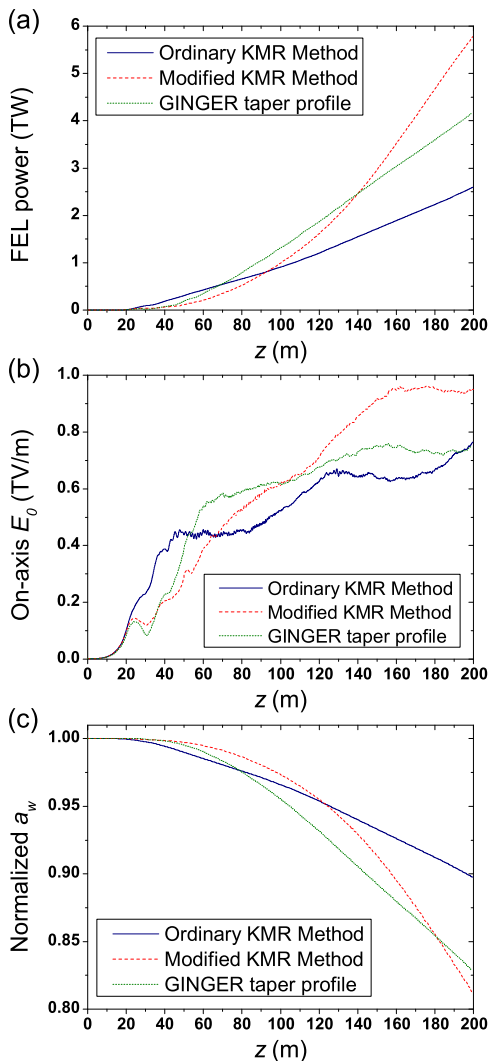 (a)
FEL power (TW)
6
5
4
3
2
1
0
Ordinary KMR Method
Modified KMR Method
GINGER taper profile
0 20 40 60 80 100 120 140 160 180 200
z (m)
(b)
On-axis E0 (TV/m)
1.0
0.8
0.6
0.4
0.2
0.0
Ordinary KMR Method
Modified KMR Method
GINGER taper profile
0 20 40 60 80 100 120 140 160 180 200
z (m)
(c)
Normalized aw
1.00
0.95
0.90
0.85
0.80
Ordinary KMR Method
Modified KMR Method
GINGER taper profile
0 20 40 60 80 100 120 140 160 180 200
z (m)